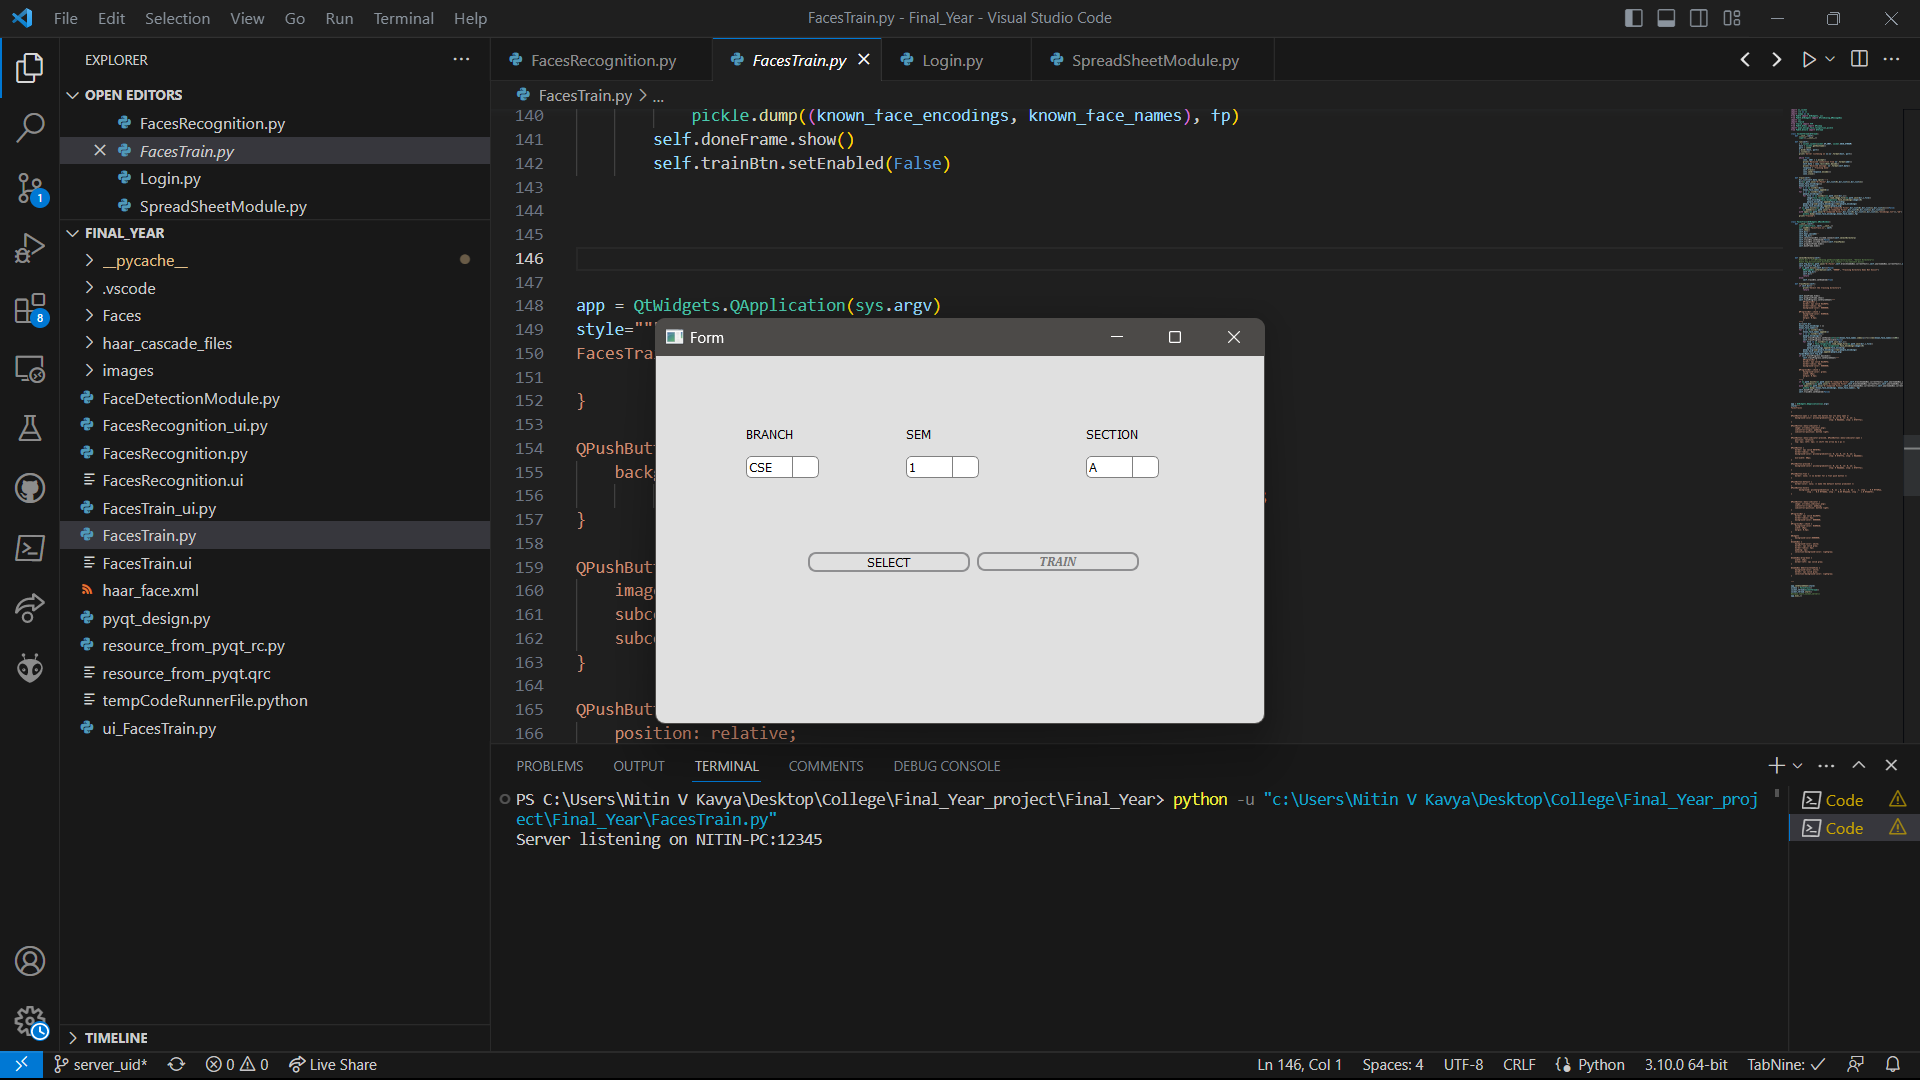 File Edit Selection View Go Run Terminal Help
FacesTrain.py - Final_Year - Visual Studio Code
EXPLORER
OPEN EDITORS
FacesRecognition.py
FacesTrain.py
Login.py
SpreadSheetModule.py
FINAL_YEAR
__pycache__
.vscode
Faces
haar_cascade_files
images
FaceDetectionModule.py
FacesRecognition_ui.py
FacesRecognition.py
FacesRecognition.ui
FacesTrain_ui.py
FacesTrain.py
FacesTrain.ui
haar_face.xml
pyqt_design.py
resource_from_pyqt_rc.py
resource_from_pyqt.qrc
tempCodeRunnerFile.python
ui_FacesTrain.py
TIMELINE
1
8
FacesRecognition.py FacesTrain.py Login.py SpreadSheetModule.py
FacesTrain.py > ...
140 pickle.dump((known_face_encodings, known_face_names), fp)
141 self.doneFrame.show()
142 self.trainBtn.setEnabled(False)
143
144
145
146
147
148 app = QtWidgets.QApplication(sys.argv)
149 style="""
150 FacesTra
151
152 }
153
154 QPushBut
155 back
156 ;
157 }
158
159 QPushBut
160 imag
161 subc
162 subc
163 }
164
165 QPushBut
166 position: relative;
Form
BRANCH SEM SECTION
CSE 1 A
SELECT TRAIN
PROBLEMS OUTPUT TERMINAL COMMENTS DEBUG CONSOLE
PS C:\Users\Nitin V Kavya\Desktop\College\Final_Year_project\Final_Year> python -u "c:\Users\Nitin V Kavya\Desktop\College\Final_Year_proj
ect\Final_Year\FacesTrain.py"
Server listening on NITIN-PC:12345
Code
Code
server_uid* 0 0 Live Share
Ln 146, Col 1 Spaces: 4 UTF-8 CRLF Python 3.10.0 64-bit TabNine: